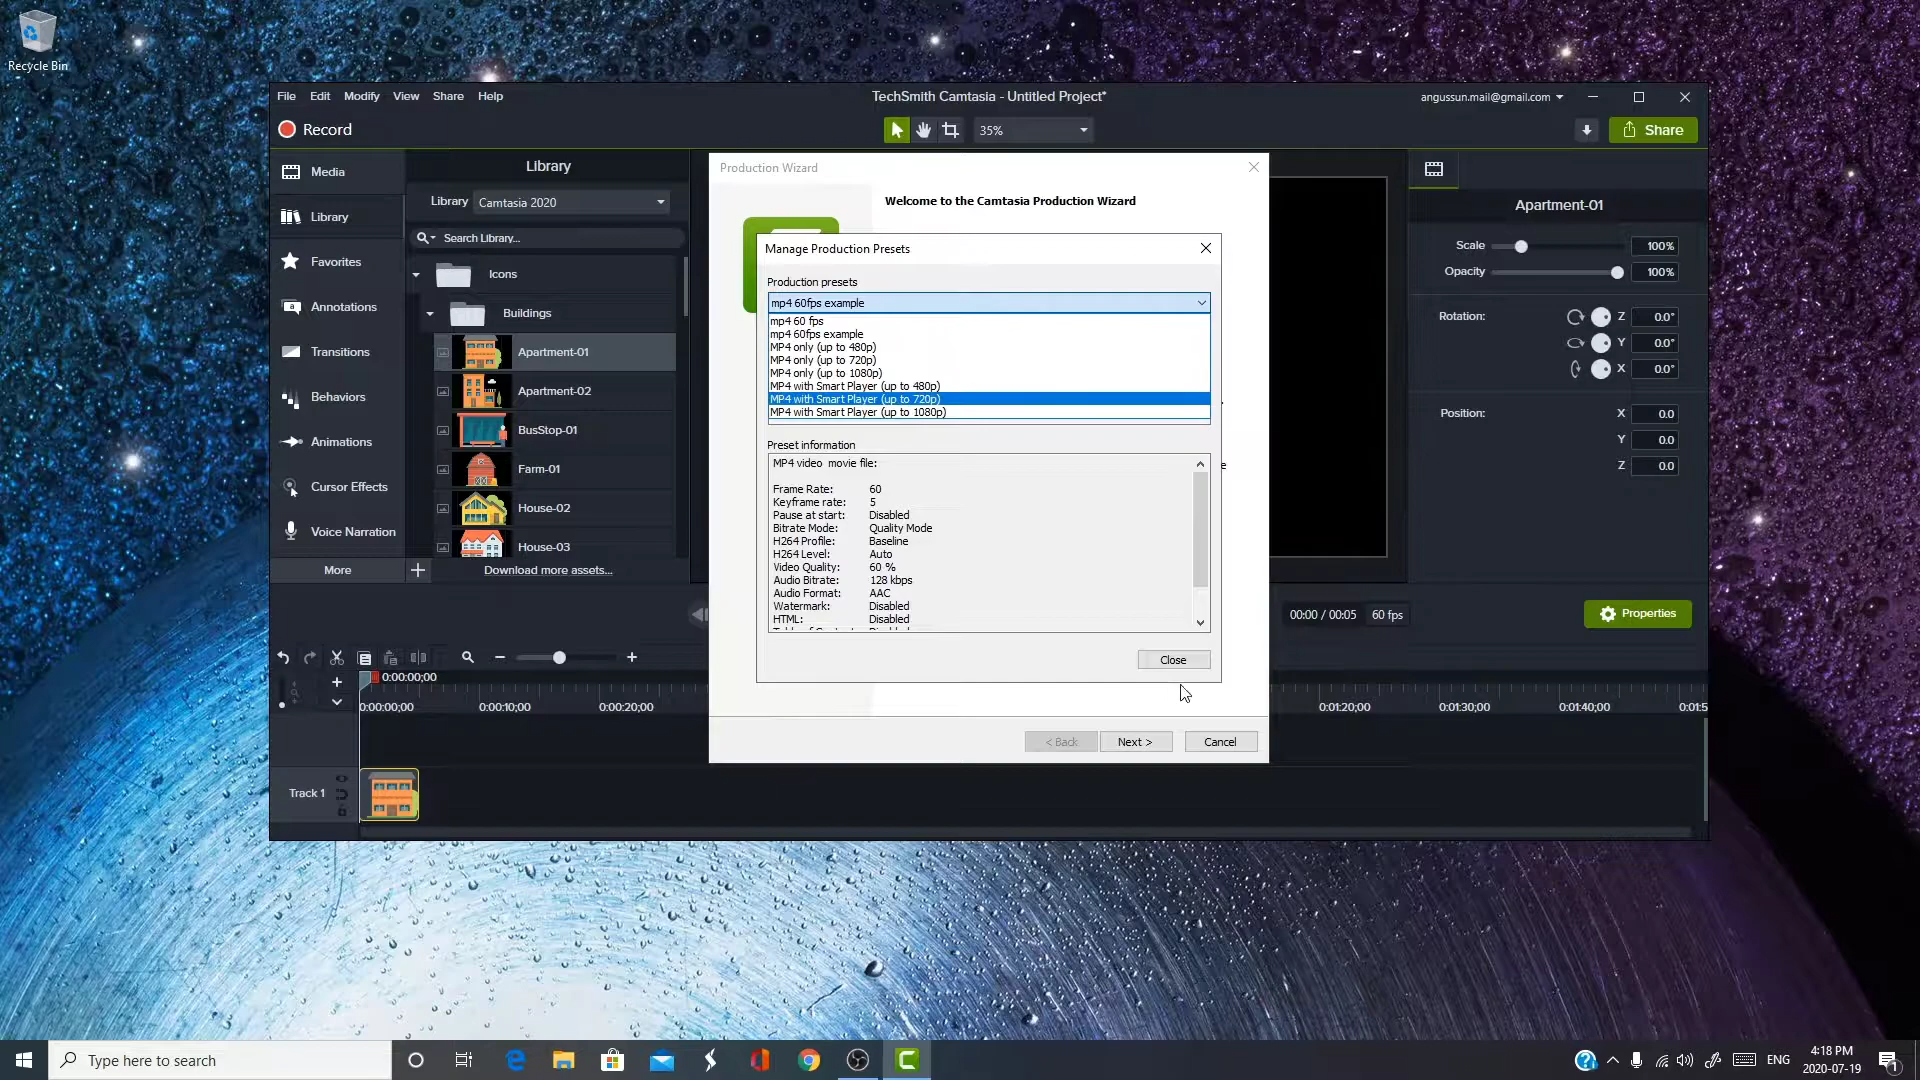 Recycle Bin
File Edit Modify View Share Help
TechSmith Camtasia - Untitled Project*
angussun.mail@gmail.com
Record
35%
Share
Media
Library
Favorites
Annotations
Transitions
Behaviors
Animations
Cursor Effects
Voice Narration
More
Library
Library Camtasia 2020
Search Library...
Icons
Buildings
Apartment-01
Apartment-02
BusStop-01
Farm-01
House-02
House-03
Download more assets...
Production Wizard
Welcome to the Camtasia Production Wizard
Manage Production Presets
Production presets
mp4 60fps example
mp4 60 fps
mp4 60fps example
MP4 only (up to 480p)
MP4 only (up to 720p)
MP4 only (up to 1080p)
MP4 with Smart Player (up to 480p)
MP4 with Smart Player (up to 720p)
MP4 with Smart Player (up to 1080p)
Preset information
MP4 video movie file:
Frame Rate: 60
Keyframe rate: 5
Pause at start: Disabled
Bitrate Mode: Quality Mode
H264 Profile: Baseline
H264 Level: Auto
Video Quality: 60 %
Audio Bitrate: 128 kbps
Audio Format: AAC
Watermark: Disabled
HTML: Disabled
Close
< Back Next > Cancel
Apartment-01
Scale 100%
Opacity 100%
Rotation: Z 0.0°
Y 0.0°
X 0.0°
Position: X 0.0
Y 0.0
Z 0.0
00:00 / 00:05 60 fps
Properties
0:00:00;00
0:00:00;00 0:00:10;00 0:00:20;00 0:01:20;00 0:01:30;00 0:01:40;00 0:01:5
Track 1
Type here to search
ENG
4:18 PM
2020-07-19
1